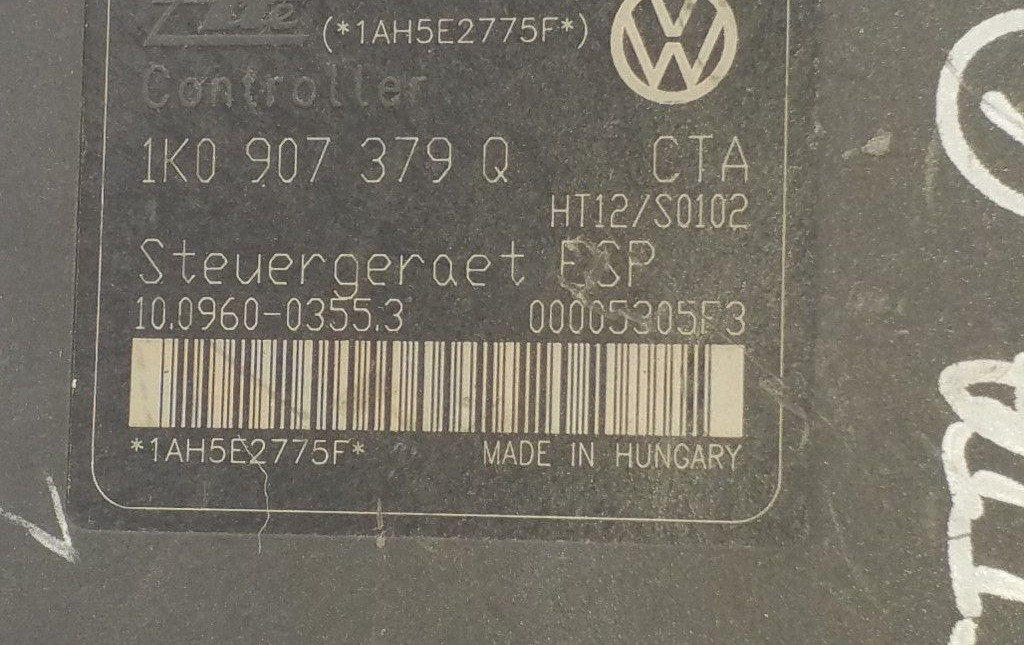 (*1AH5E2775F*)
Controller
1K0 907 379 Q CTA
HT12/S0102
Steuergeraet ESP
10.0960-0355.3 00005305F3
*1AH5E2775F* MADE IN HUNGARY